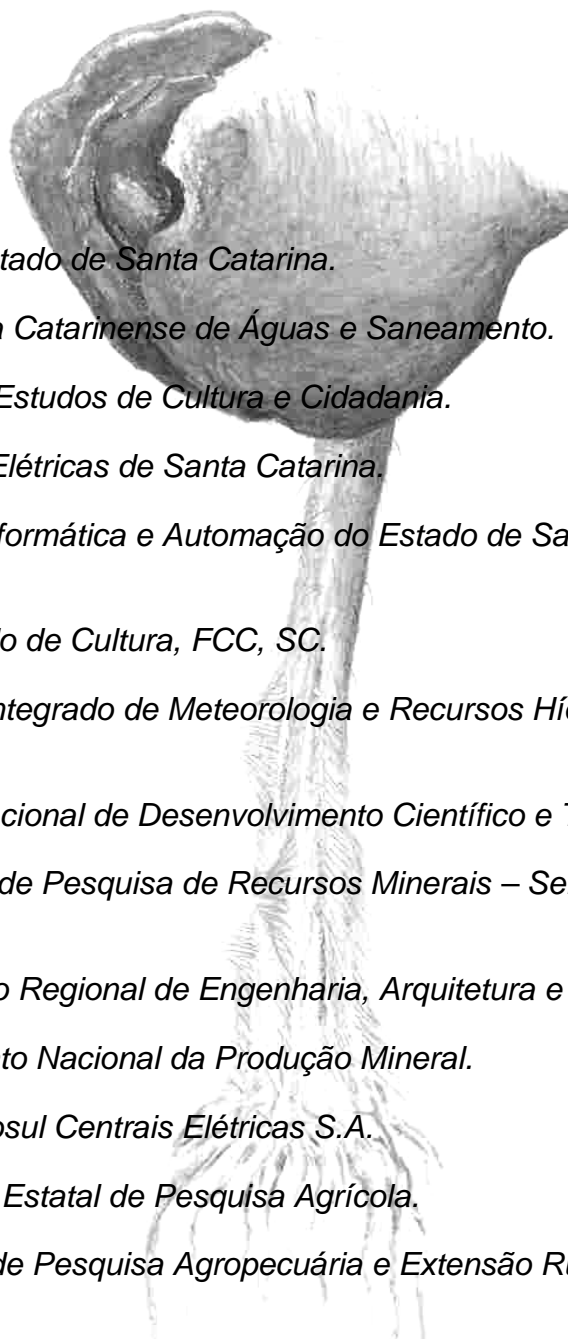 tado de Santa Catarina.
a Catarinense de Águas e Saneamento.
Estudos de Cultura e Cidadania.
Elétricas de Santa Catarina.
formática e Automação do Estado de Sa
o de Cultura, FCC, SC.
ntegrado de Meteorologia e Recursos Hí
cional de Desenvolvimento Científico e T
de Pesquisa de Recursos Minerais – Se
o Regional de Engenharia, Arquitetura e
to Nacional da Produção Mineral.
osul Centrais Elétricas S.A.
Estatal de Pesquisa Agrícola.
de Pesquisa Agropecuária e Extensão Ru